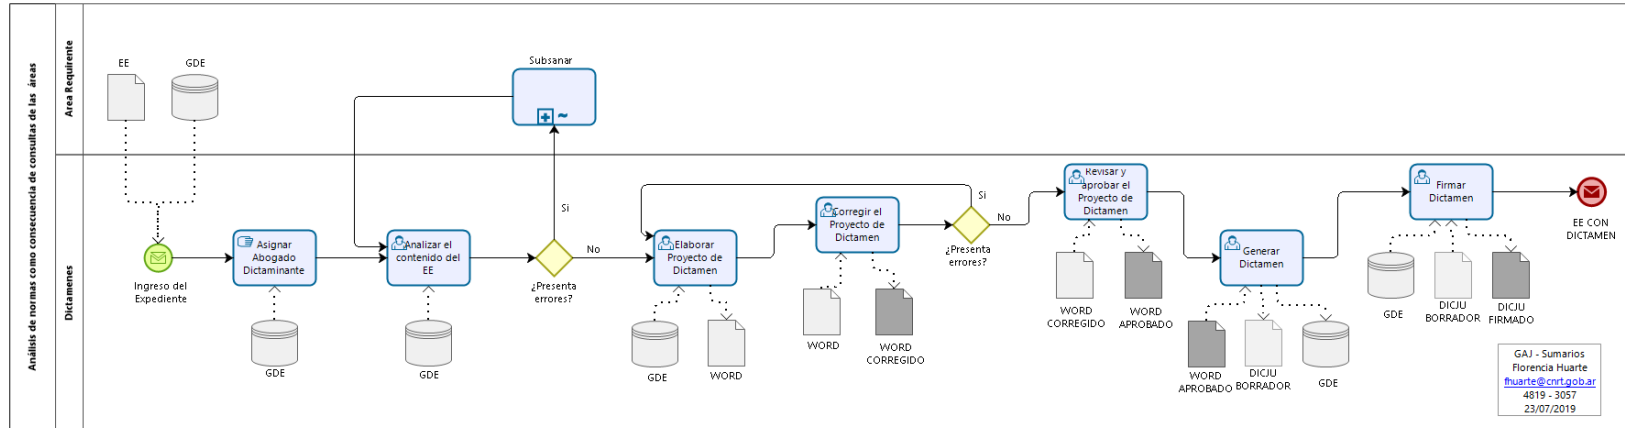 Análisis de normas como consecuencia de consultas de las áreas
Area Requirente
EE
GDE
Subsanar
Dictamenes
Ingreso del
Expediente
Asignar
Abogado
Dictaminante
GDE
Analizar el
contenido del
EE
GDE
Si
No
¿Presenta
errores?
Elaborar
Proyecto de
Dictamen
GDE
WORD
Corregir el
Proyecto de
Dictamen
WORD
WORD
CORREGIDO
Si
No
¿Presenta
errores?
Revisar y
aprobar el
Proyecto de
Dictamen
WORD
CORREGIDO
WORD
APROBADO
Generar
Dictamen
WORD
APROBADO
DICJU
BORRADOR
GDE
Firmar
Dictamen
GDE
DICJU
BORRADOR
DICJU
FIRMADO
EE CON
DICTAMEN
GAJ - Sumarios
Florencia Huarte
fhuarte@cnrt.gob.ar
4819 - 3057
23/07/2019